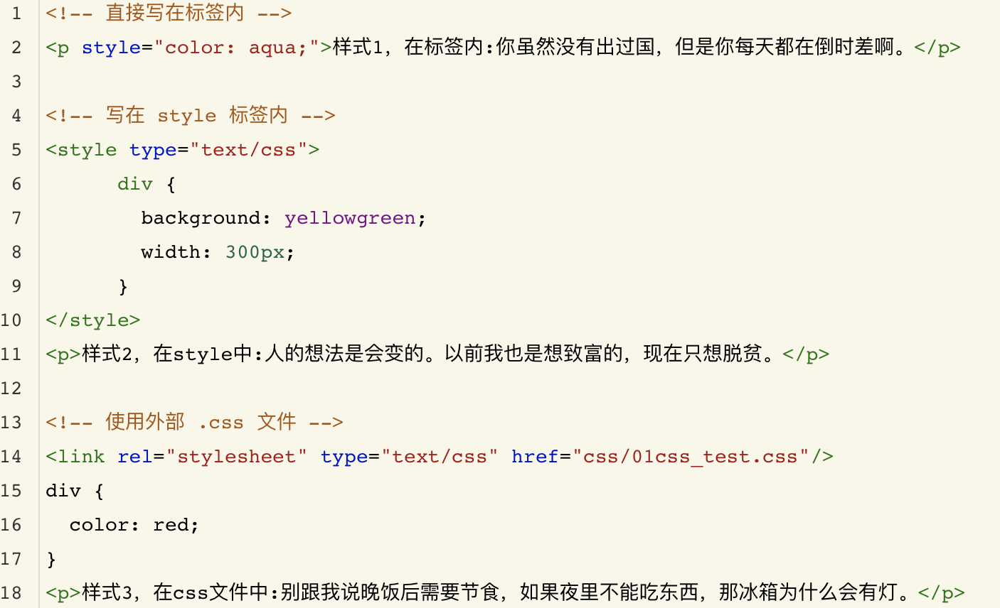 1 <!-- 直接写在标签内 -->
2 <p style="color: aqua;">样式1，在标签内:你虽然没有出过国，但是你每天都在倒时差啊。</p>
3
4 <!-- 写在 style 标签内 -->
5 <style type="text/css">
6       div {
7         background: yellowgreen;
8         width: 300px;
9       }
10 </style>
11 <p>样式2，在style中:人的想法是会变的。以前我也是想致富的，现在只想脱贫。</p>
12
13 <!-- 使用外部 .css 文件 -->
14 <link rel="stylesheet" type="text/css" href="css/01css_test.css"/>
15 div {
16   color: red;
17 }
18 <p>样式3，在css文件中:别跟我说晚饭后需要节食，如果夜里不能吃东西，那冰箱为什么会有灯。</p>